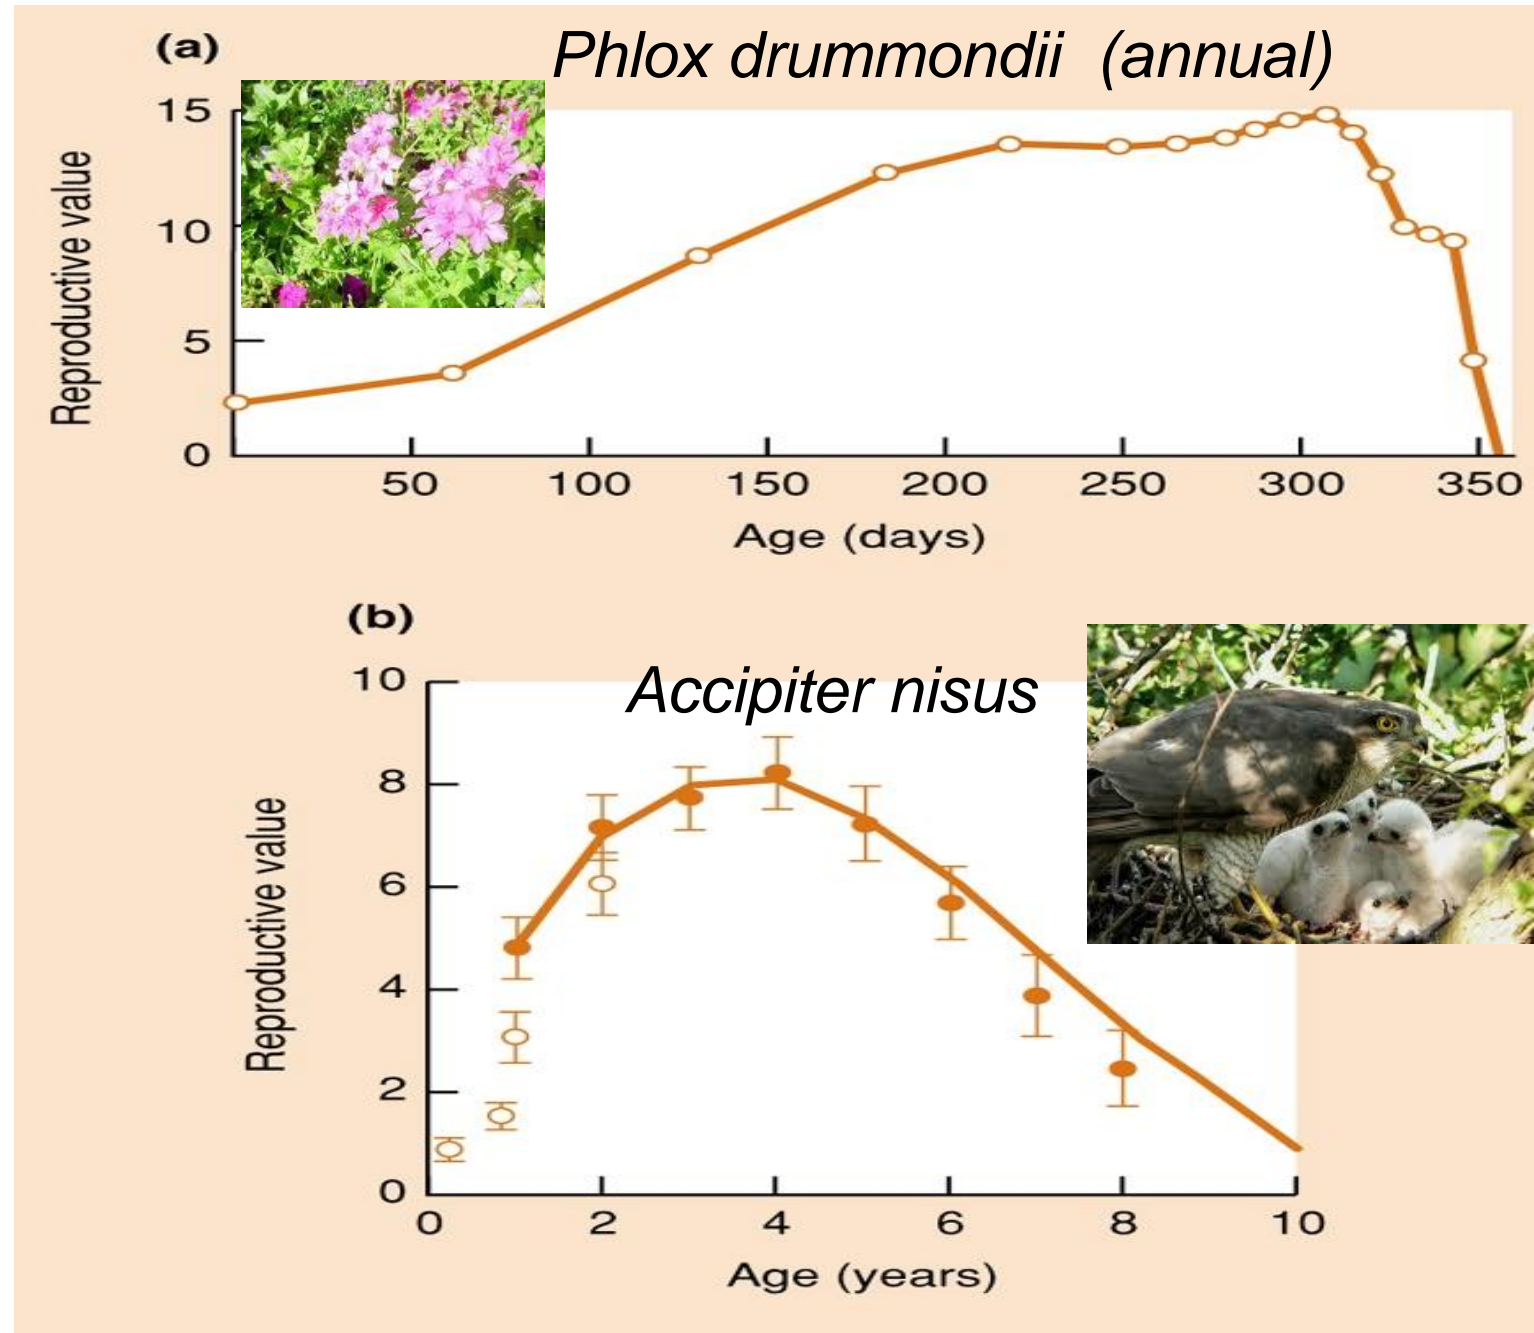 (a)
Phlox drummondii (annual)
15
10
5
0
Reproductive value
50 100 150 200 250 300 350
Age (days)
(b)
Accipiter nisus
10
8
6
4
2
0
Reproductive value
0 2 4 6 8 10
Age (years)